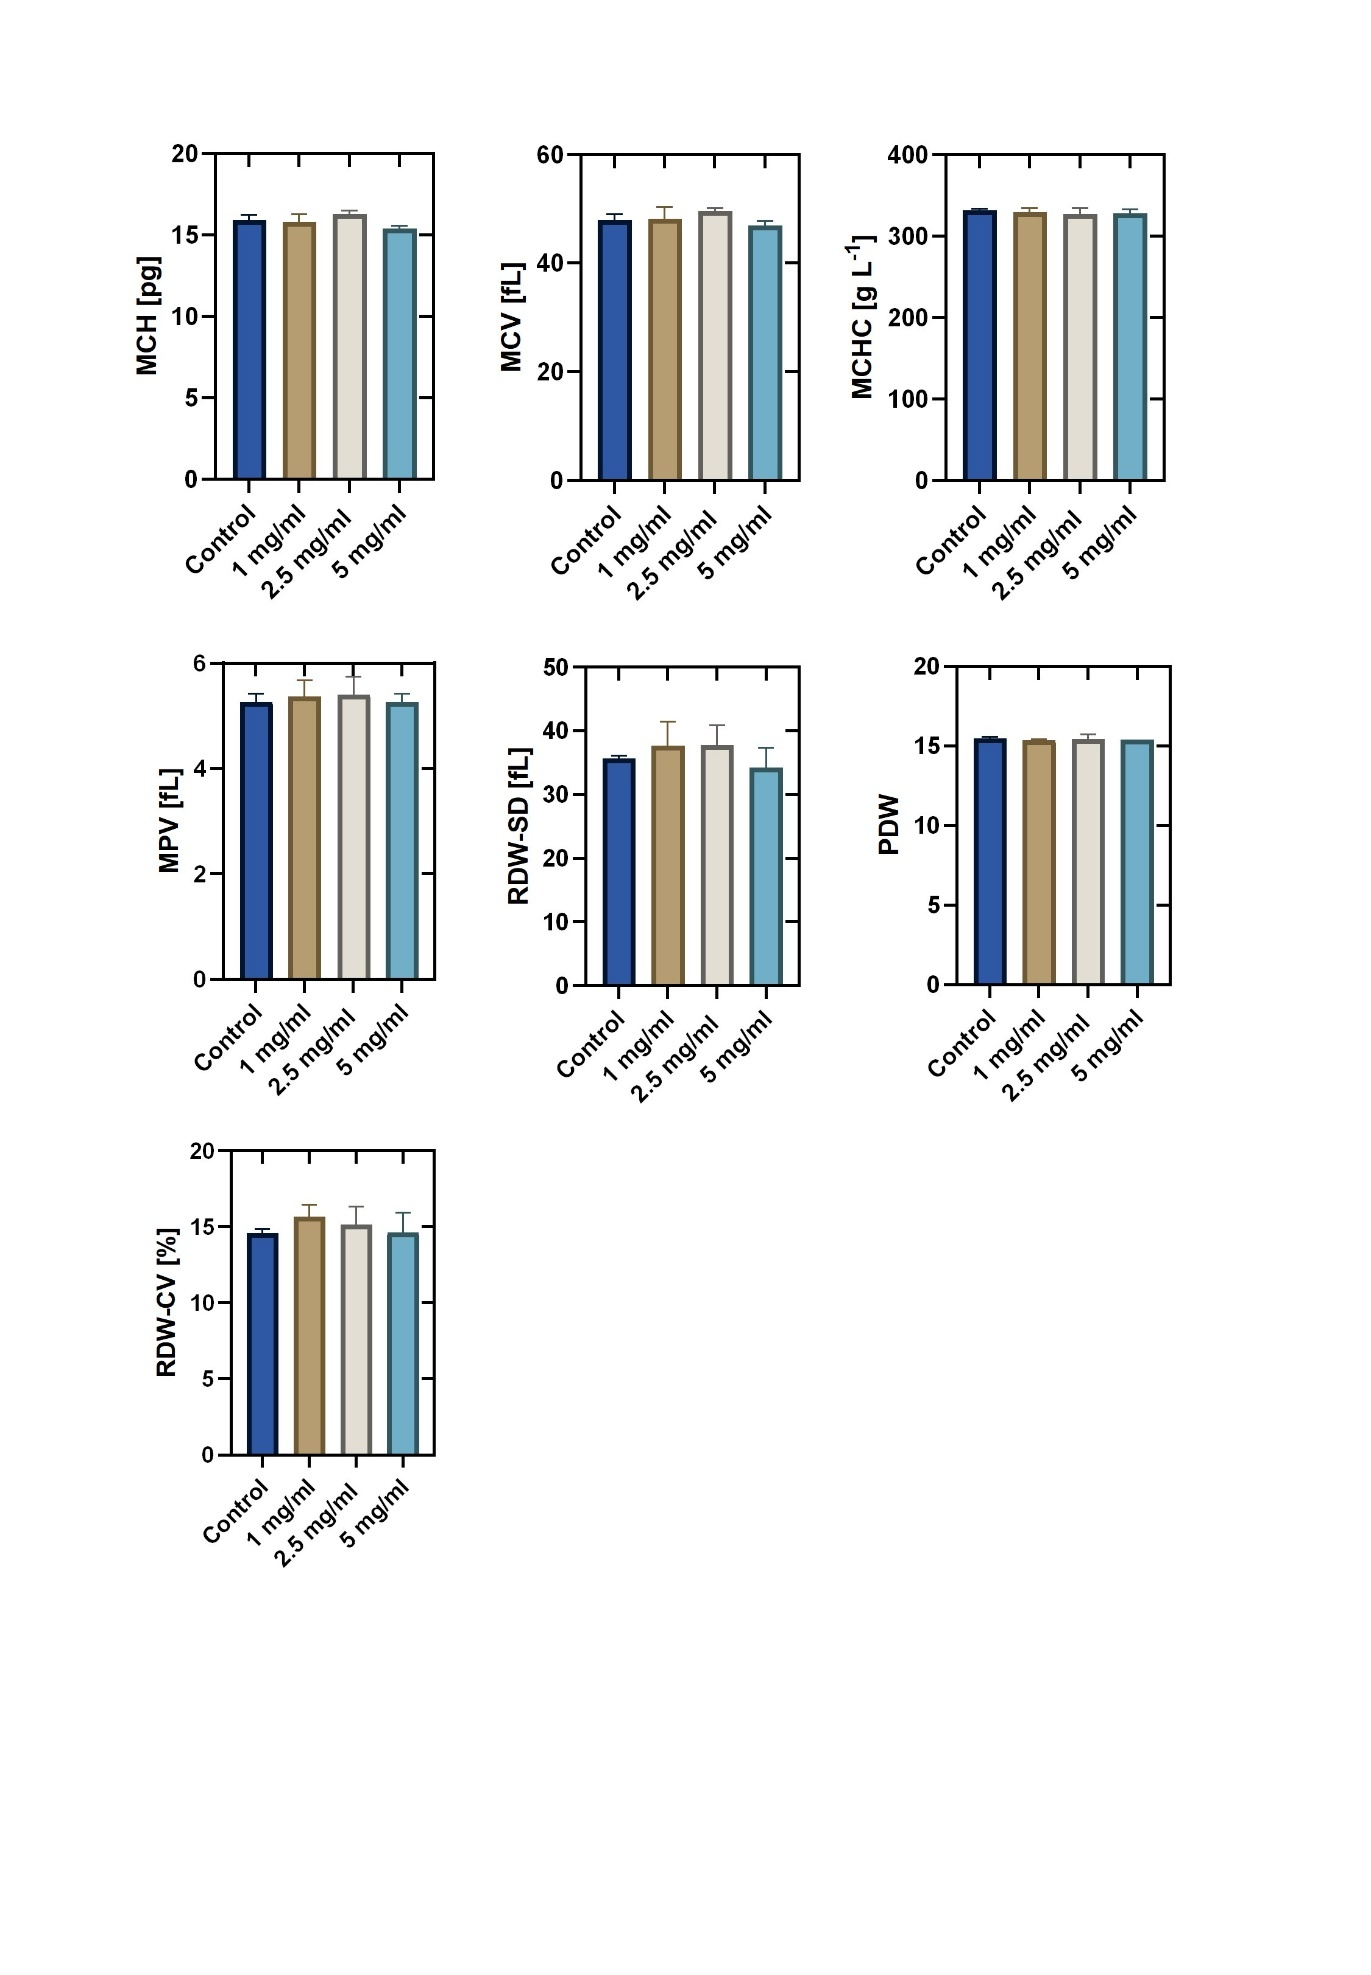 MCH [pg]
20
15
10
5
0
Control
1 mg/ml
2.5 mg/ml
5 mg/ml
MCV [fL]
60
40
20
0
Control
1 mg/ml
2.5 mg/ml
5 mg/ml
MCHC [g L⁻¹]
400
300
200
100
0
Control
1 mg/ml
2.5 mg/ml
5 mg/ml
MPV [fL]
6
4
2
0
Control
1 mg/ml
2.5 mg/ml
5 mg/ml
RDW-SD [fL]
50
40
30
20
10
0
Control
1 mg/ml
2.5 mg/ml
5 mg/ml
PDW
20
15
10
5
0
Control
1 mg/ml
2.5 mg/ml
5 mg/ml
RDW-CV [%]
20
15
10
5
0
Control
1 mg/ml
2.5 mg/ml
5 mg/ml